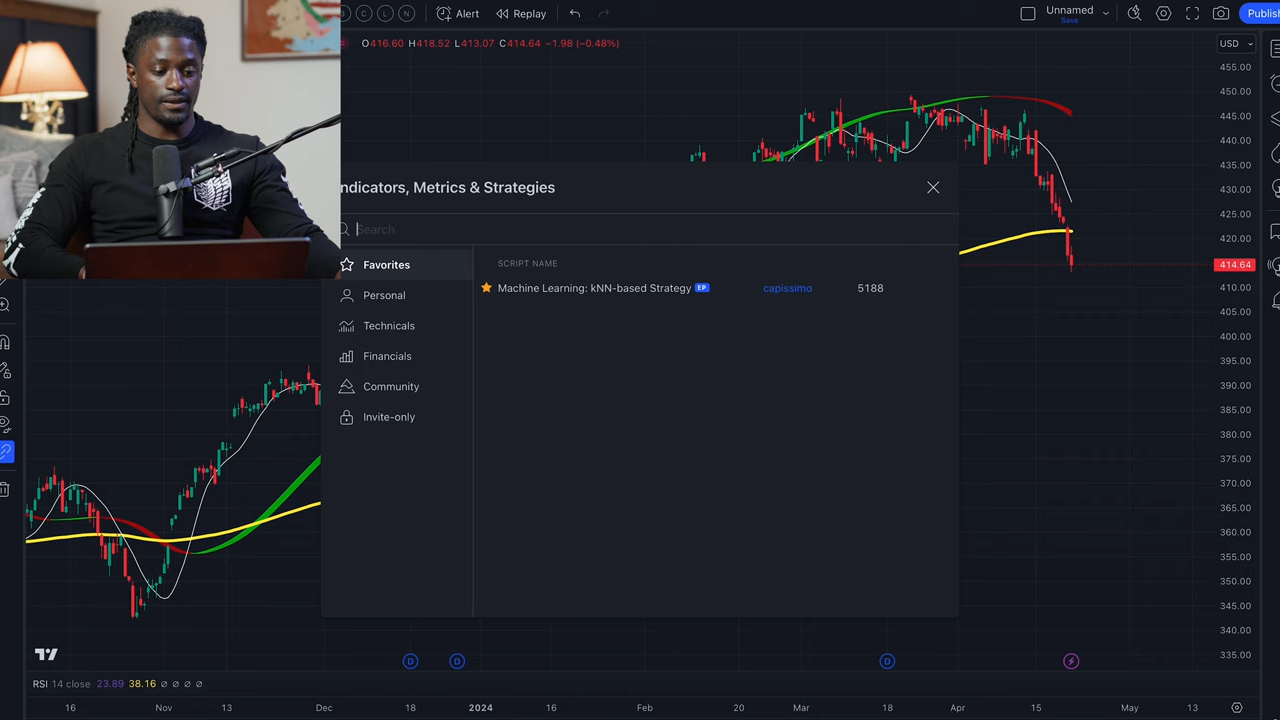 C L N Alert Replay
Unnamed
Save
Publish
O416.60 H418.52 L413.07 C414.64 −1.98 (−0.48%)
USD
455.00
450.00
445.00
440.00
435.00
430.00
425.00
420.00
414.64
410.00
405.00
400.00
395.00
390.00
385.00
380.00
375.00
370.00
365.00
360.00
355.00
350.00
345.00
340.00
335.00
ndicators, Metrics & Strategies
Search
Favorites
Personal
Technicals
Financials
Community
Invite-only
SCRIPT NAME
Machine Learning: kNN-based Strategy EP capissimo 5188
D D D
RSI 14 close 23.89 38.16 ∅ ∅ ∅ ∅
16 Nov 13 Dec 18 2024 16 Feb 20 Mar 18 Apr 15 May 13